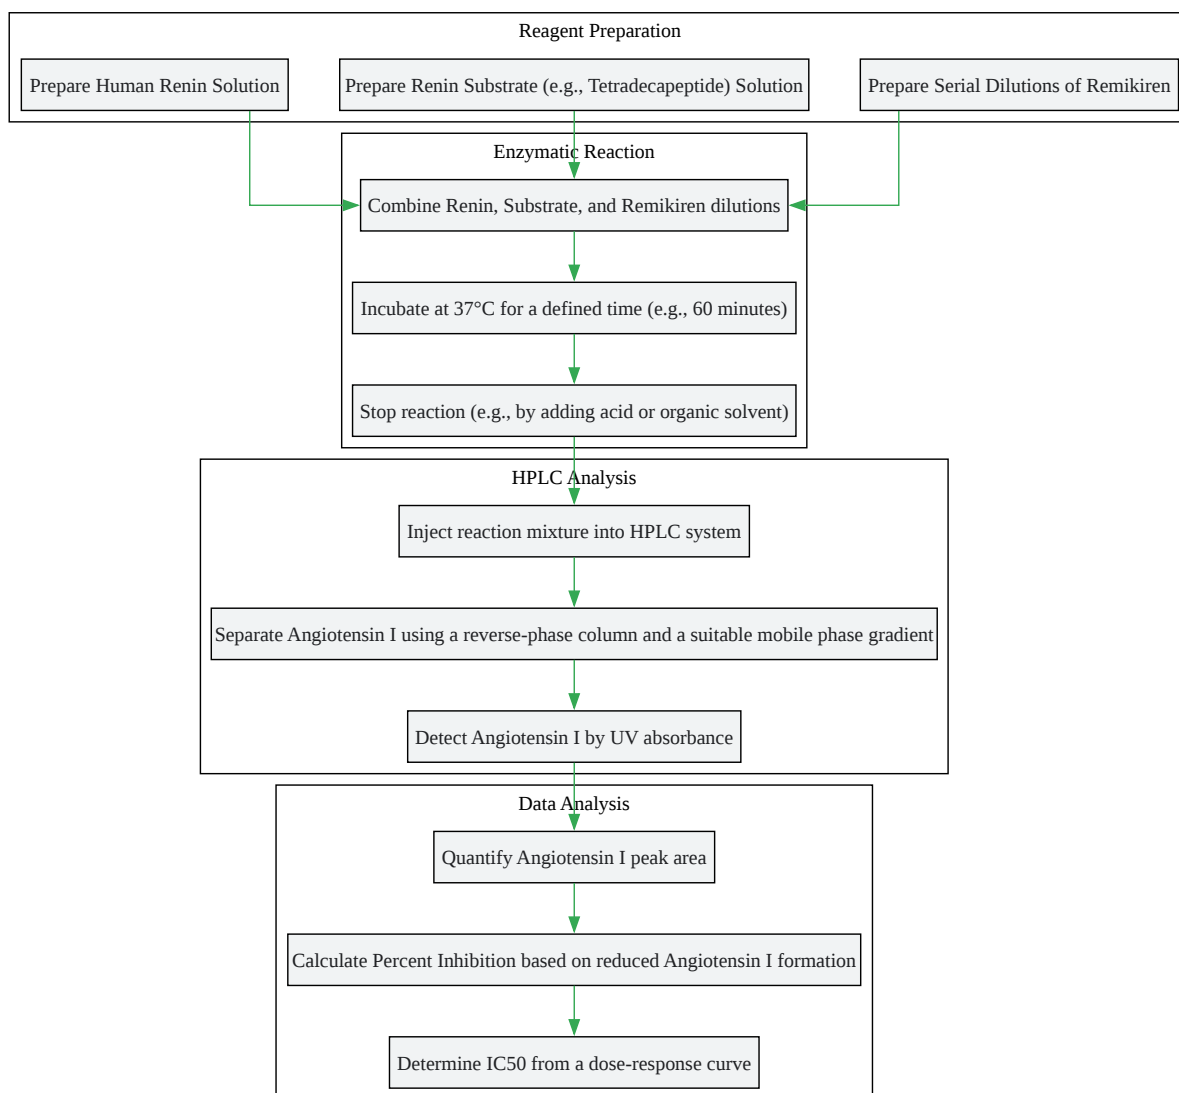 Reagent Preparation
Prepare Human Renin Solution
Prepare Renin Substrate (e.g., Tetradecapeptide) Solution
Prepare Serial Dilutions of Remikiren
Enzymatic Reaction
Combine Renin, Substrate, and Remikiren dilutions
Incubate at 37°C for a defined time (e.g., 60 minutes)
Stop reaction (e.g., by adding acid or organic solvent)
HPLC Analysis
Inject reaction mixture into HPLC system
Separate Angiotensin I using a reverse-phase column and a suitable mobile phase gradient
Detect Angiotensin I by UV absorbance
Data Analysis
Quantify Angiotensin I peak area
Calculate Percent Inhibition based on reduced Angiotensin I formation
Determine IC50 from a dose-response curve